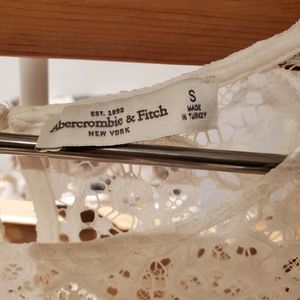 EST. 1892
Abercrombie & Fitch
NEW YORK
S
MADE
IN TURKEY